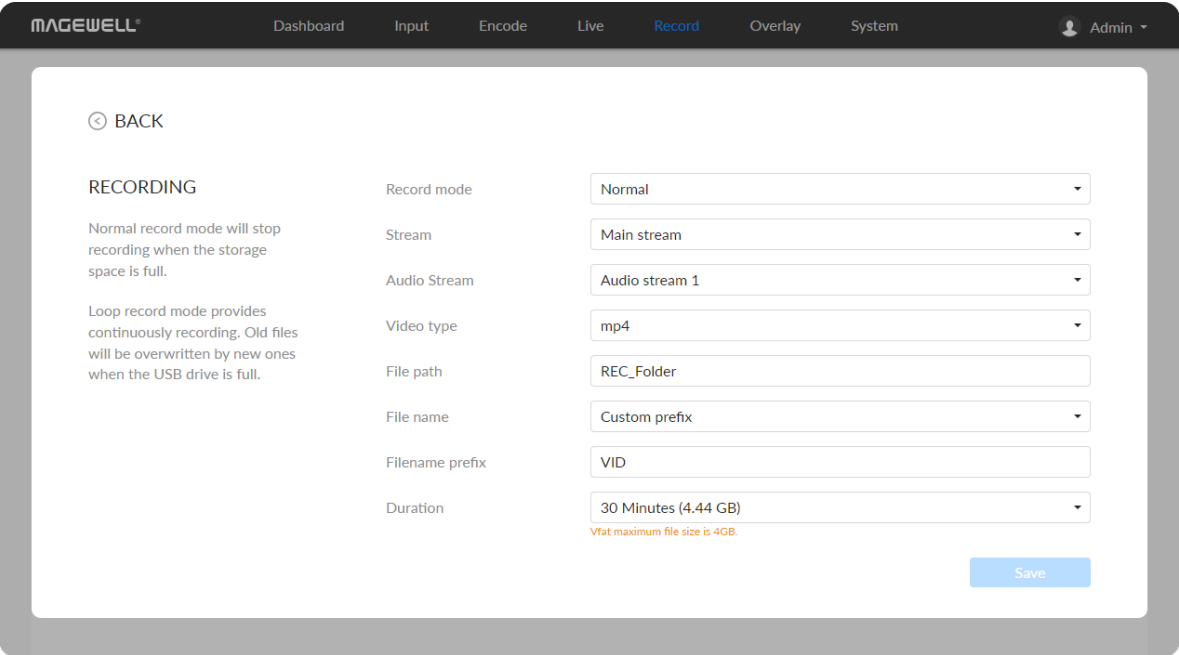 MAGEWELL®
Dashboard Input Encode Live Record Overlay System Admin
BACK
RECORDING
Normal record mode will stop
recording when the storage
space is full.
Loop record mode provides
continuously recording. Old files
will be overwritten by new ones
when the USB drive is full.
Record mode Normal
Stream Main stream
Audio Stream Audio stream 1
Video type mp4
File path REC_Folder
File name Custom prefix
Filename prefix VID
Duration 30 Minutes (4.44 GB)
Vfat maximum file size is 4GB.
Save